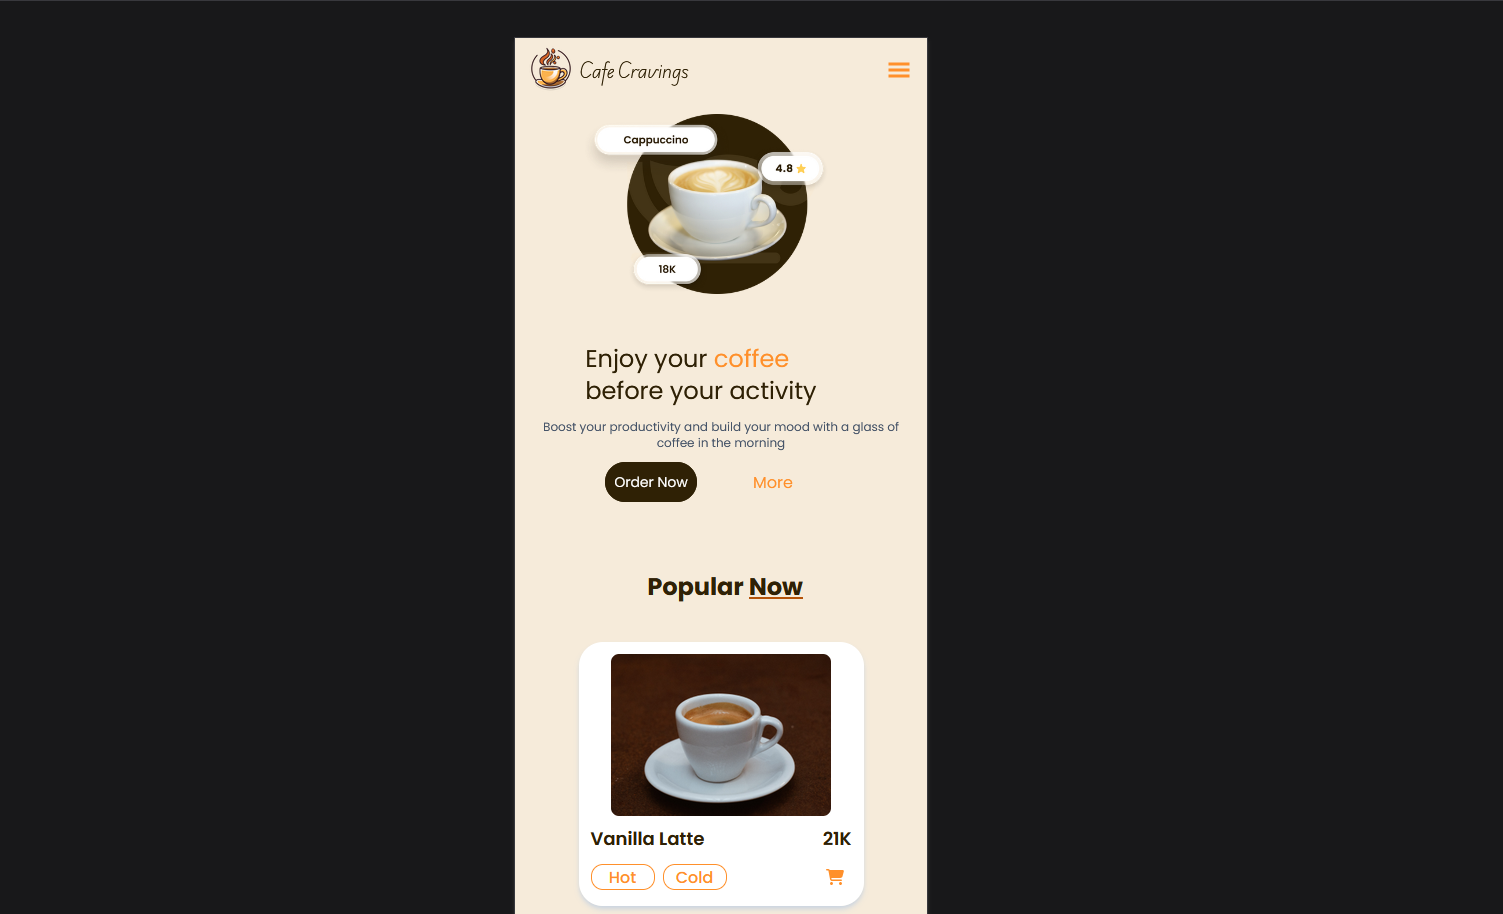 Cafe Cravings
Cappuccino
4.8
18K
Enjoy your coffee
before your activity
Boost your productivity and build your mood with a glass of
coffee in the morning
Order Now
More
Popular Now
Vanilla Latte
21K
Hot
Cold